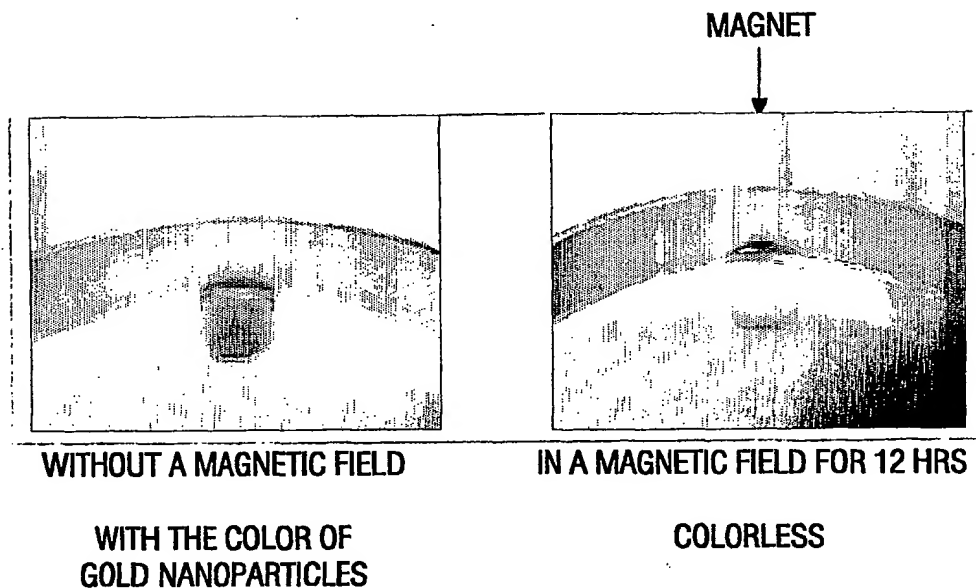 MAGNET
WITHOUT A MAGNETIC FIELD
IN A MAGNETIC FIELD FOR 12 HRS
WITH THE COLOR OF
GOLD NANOPARTICLES
COLORLESS